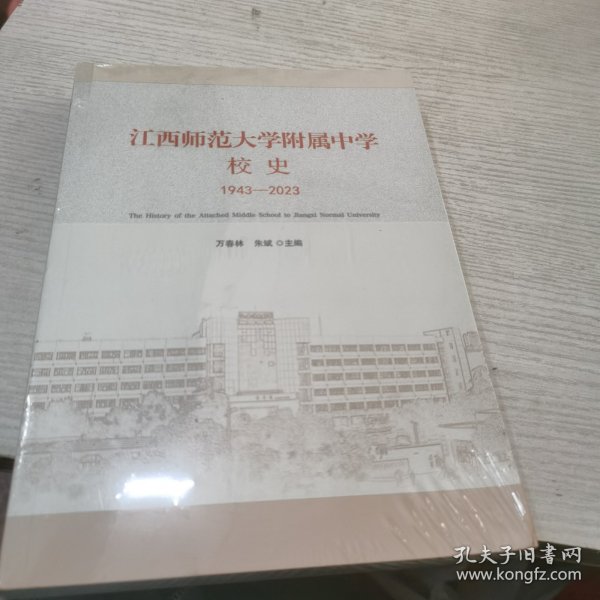 江西师范大学附属中学
校史
1943—2023
The History of the Attached Middle School to Jiangxi Normal University
万春林 朱斌 ◎主编
孔夫子旧书网
www.kongfz.com